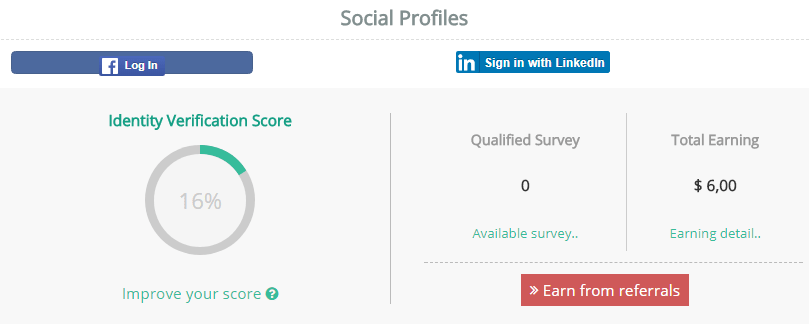 Social Profiles
Log In
Sign in with LinkedIn
Identity Verification Score
16%
Improve your score
Qualified Survey
0
Available survey..
Total Earning
$ 6,00
Earning detail..
» Earn from referrals